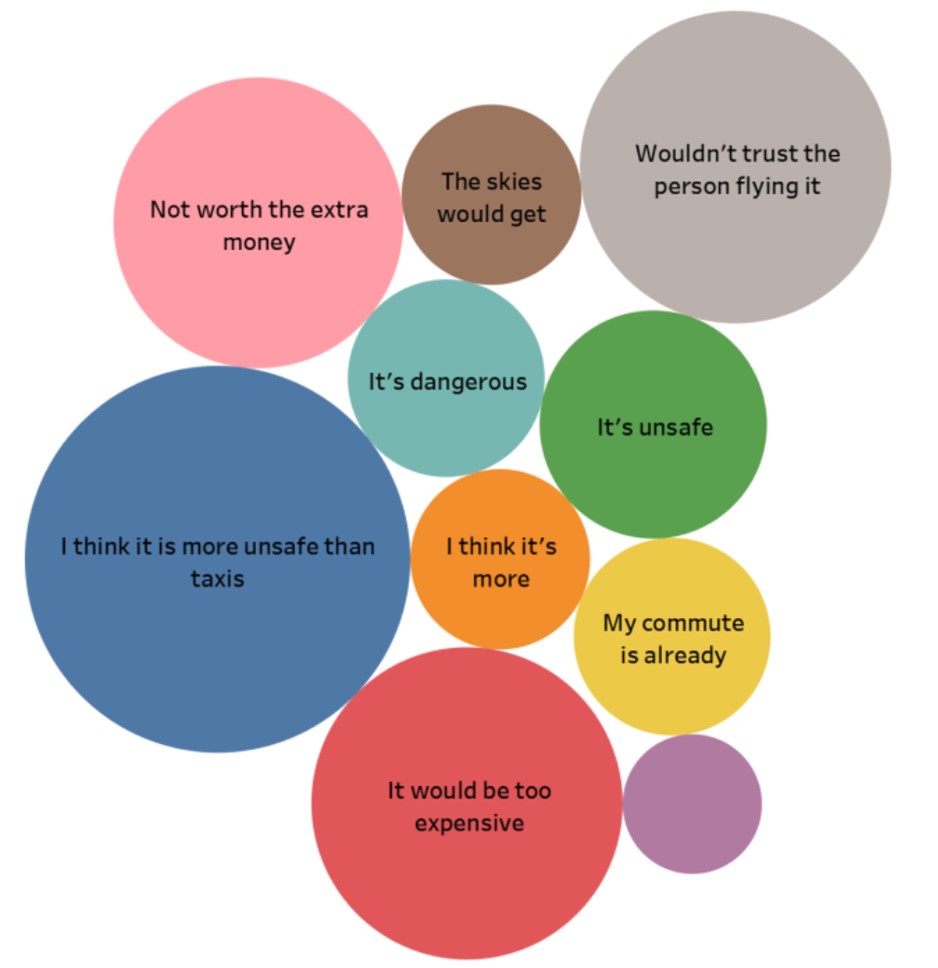 Not worth the extra
money
The skies
would get
Wouldn't trust the
person flying it
It's dangerous
It's unsafe
I think it is more unsafe than
taxis
I think it's
more
My commute
is already
It would be too
expensive